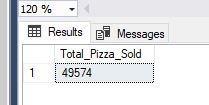 120 %
Results Messages
Total_Pizza_Sold
1 49574